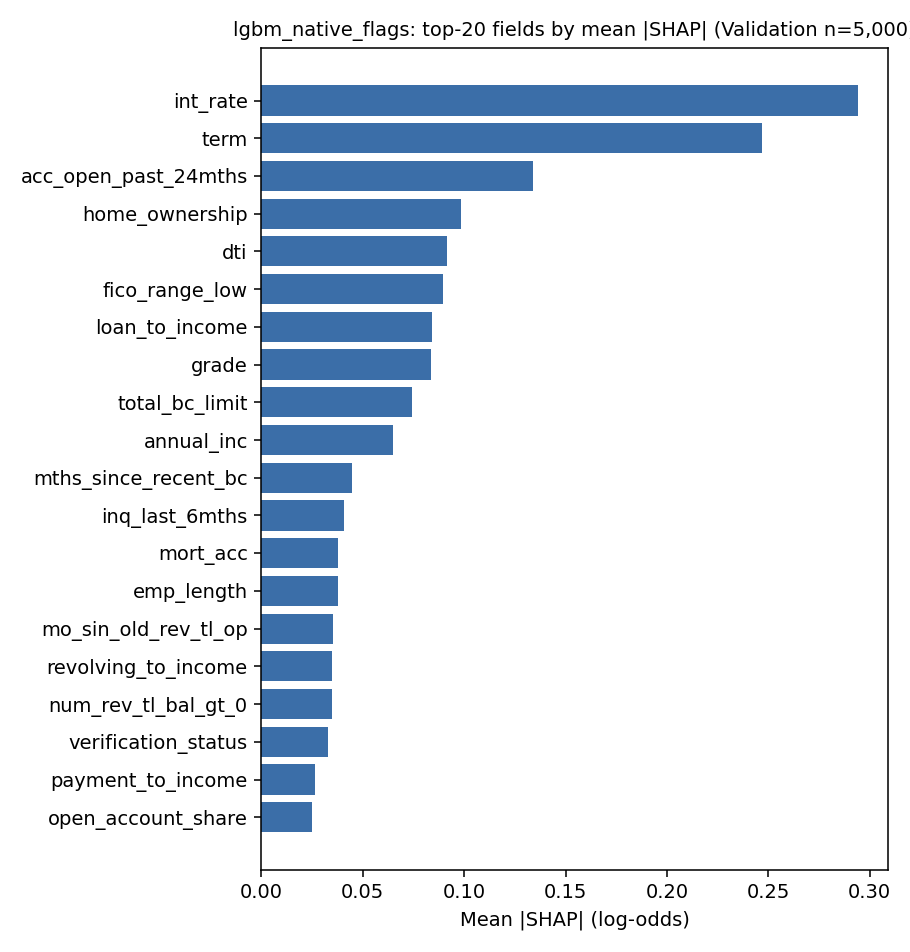 lgbm_native_flags: top-20 fields by mean |SHAP| (Validation n=5,000
int_rate
term
acc_open_past_24mths
home_ownership
dti
fico_range_low
loan_to_income
grade
total_bc_limit
annual_inc
mths_since_recent_bc
inq_last_6mths
mort_acc
emp_length
mo_sin_old_rev_tl_op
revolving_to_income
num_rev_tl_bal_gt_0
verification_status
payment_to_income
open_account_share
0.00 0.05 0.10 0.15 0.20 0.25 0.30
Mean |SHAP| (log-odds)